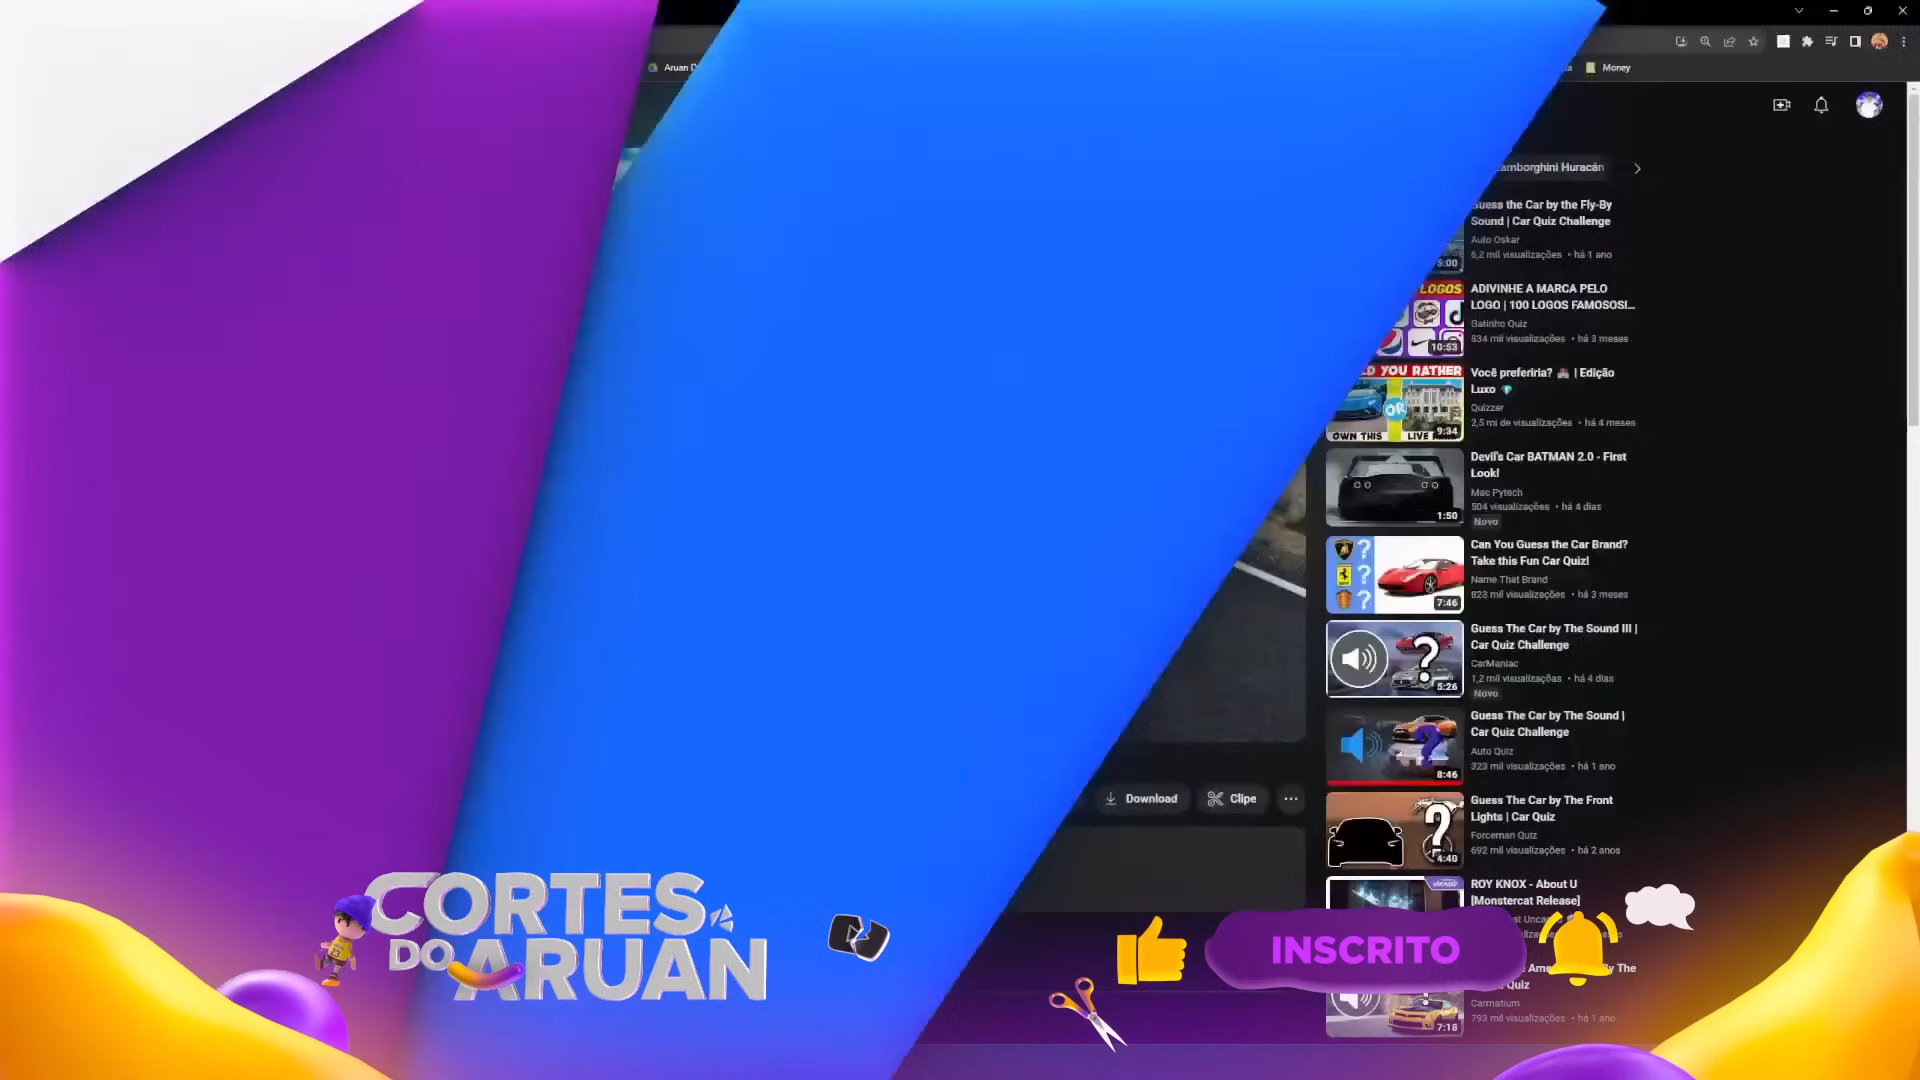 Aruan D
Money
amborghini Huracán
Guess the Car by the Fly-By
Sound | Car Quiz Challenge
Auto Oskar
6,2 mil visualizações • há 1 ano
5:00
LOGOS
10:53
ADIVINHE A MARCA PELO
LOGO | 100 LOGOS FAMOSOS!...
Gatinho Quiz
834 mil visualizações • há 3 meses
D YOU RATHER
OR
OWN THIS
LIVE
9:34
Você preferiria? | Edição
Luxo
Quizzer
2,5 mi de visualizações • há 4 meses
1:50
Devil's Car BATMAN 2.0 - First
Look!
Mac Pytech
504 visualizações • há 4 dias
Novo
7:46
Can You Guess the Car Brand?
Take this Fun Car Quiz!
Name That Brand
823 mil visualizações • há 3 meses
5:26
Guess The Car by The Sound III |
Car Quiz Challenge
CarManiac
1,2 mil visualizações • há 4 dias
Novo
8:46
Guess The Car by The Sound |
Car Quiz Challenge
Auto Quiz
323 mil visualizações • há 1 ano
Download
Clipe
4:40
Guess The Car by The Front
Lights | Car Quiz
Forceman Quiz
692 mil visualizações • há 2 anos
ROY KNOX - About U
[Monstercat Release]
CORTES
DO ARUAN
INSCRITO
By The
Quiz
Carmatium
793 mil visualizações • há 1 ano
7:18